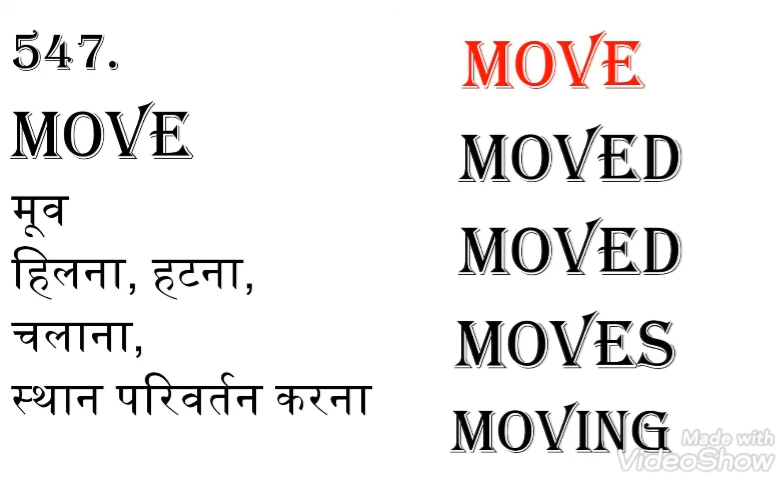 547.
MOVE
मूव
हिलना, हटना,
चलाना,
स्थान परिवर्तन करना
MOVE
MOVED
MOVED
MOVES
MOVING
Made with
VideoShow